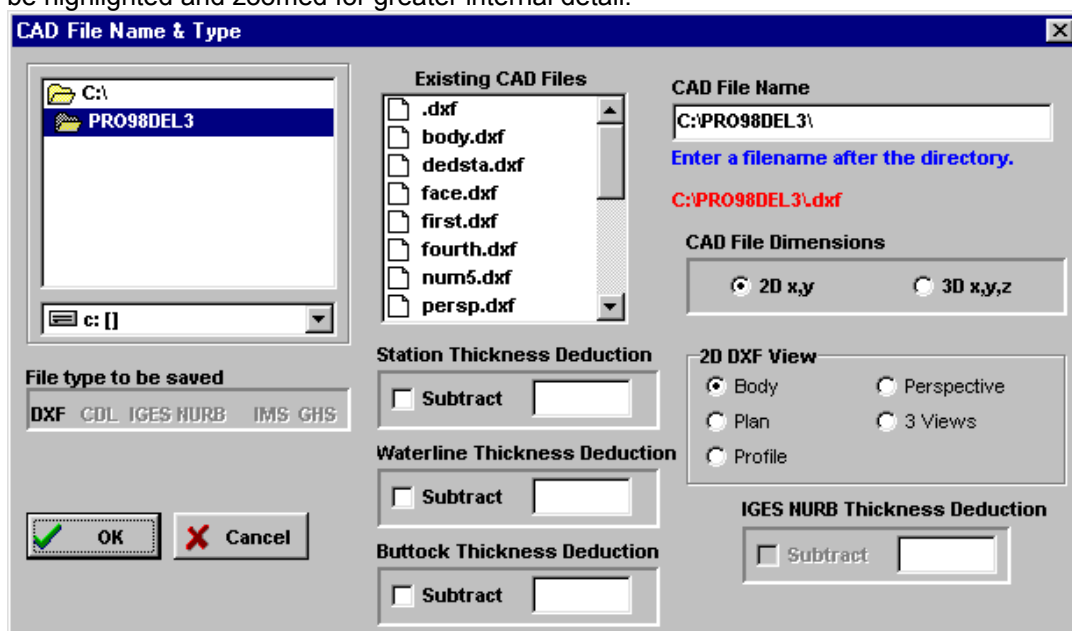 be highlighted and zoomed for greater internal detail.
CAD File Name & Type
C:\
PRO98DEL3
c: []
File type to be saved
DXF CDL IGES NURB IMS GHS
OK
Cancel
Existing CAD Files
.dxf
body.dxf
dedsta.dxf
face.dxf
first.dxf
fourth.dxf
num5.dxf
persp.dxf
Station Thickness Deduction
Subtract
Waterline Thickness Deduction
Subtract
Buttock Thickness Deduction
Subtract
CAD File Name
C:\PRO98DEL3\
Enter a filename after the directory.
C:\PRO98DEL3\.dxf
CAD File Dimensions
2D x,y 3D x,y,z
2D DXF View
Body Perspective
Plan 3 Views
Profile
IGES NURB Thickness Deduction
Subtract